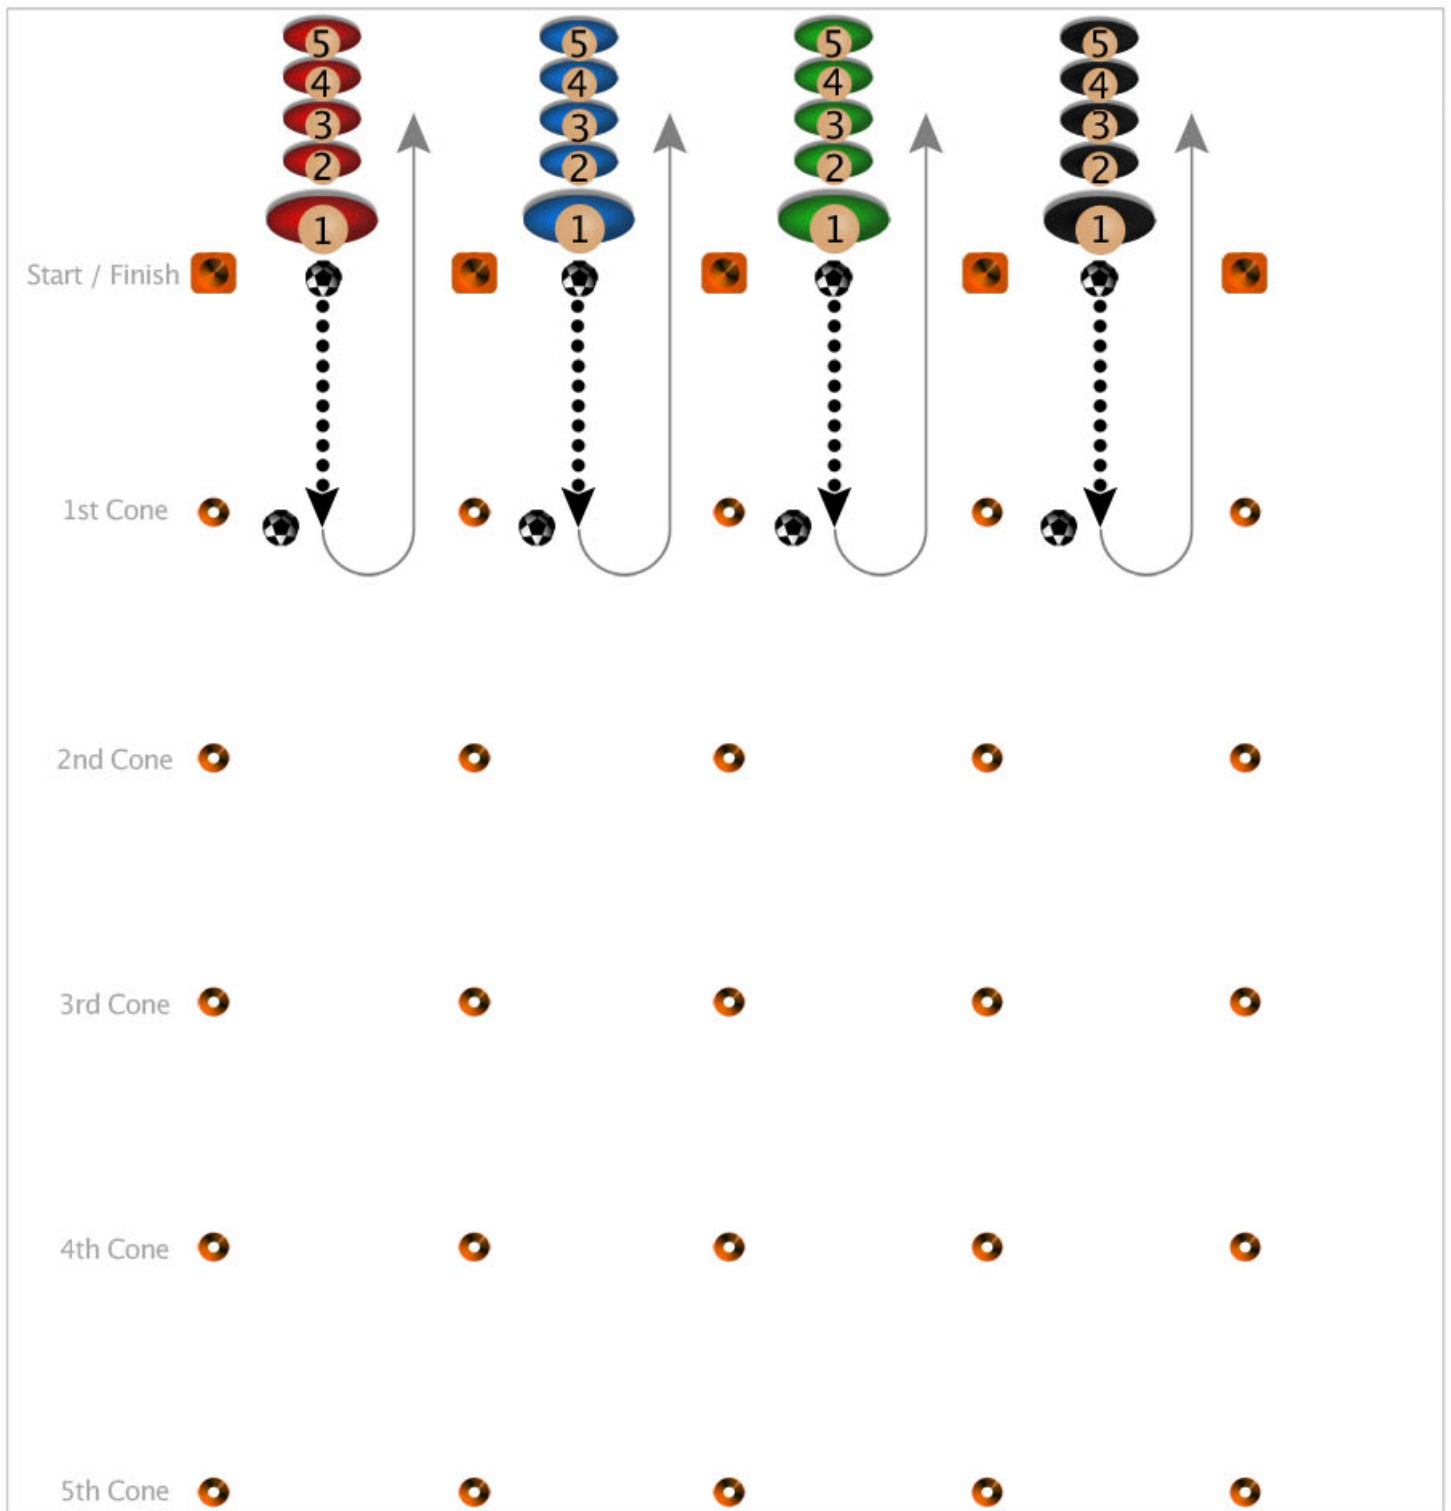 5 5 5 5
4 4 4 4
3 3 3 3
2 2 2 2
1 1 1 1
Start / Finish
1st Cone
2nd Cone
3rd Cone
4th Cone
5th Cone